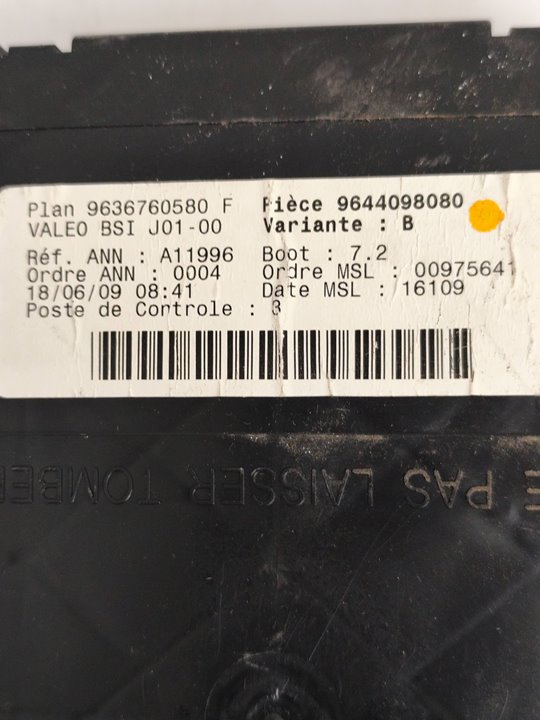 Plan 9636760580 F Pièce 9644098080
VALEO BSI J01-00 Variante : B
Réf. ANN : A11996 Boot : 7.2
Ordre ANN : 0004 Ordre MSL : 00975641
18/06/09 08:41 Date MSL : 16109
Poste de Controle : 3
E PAS LAISSER TOMBER